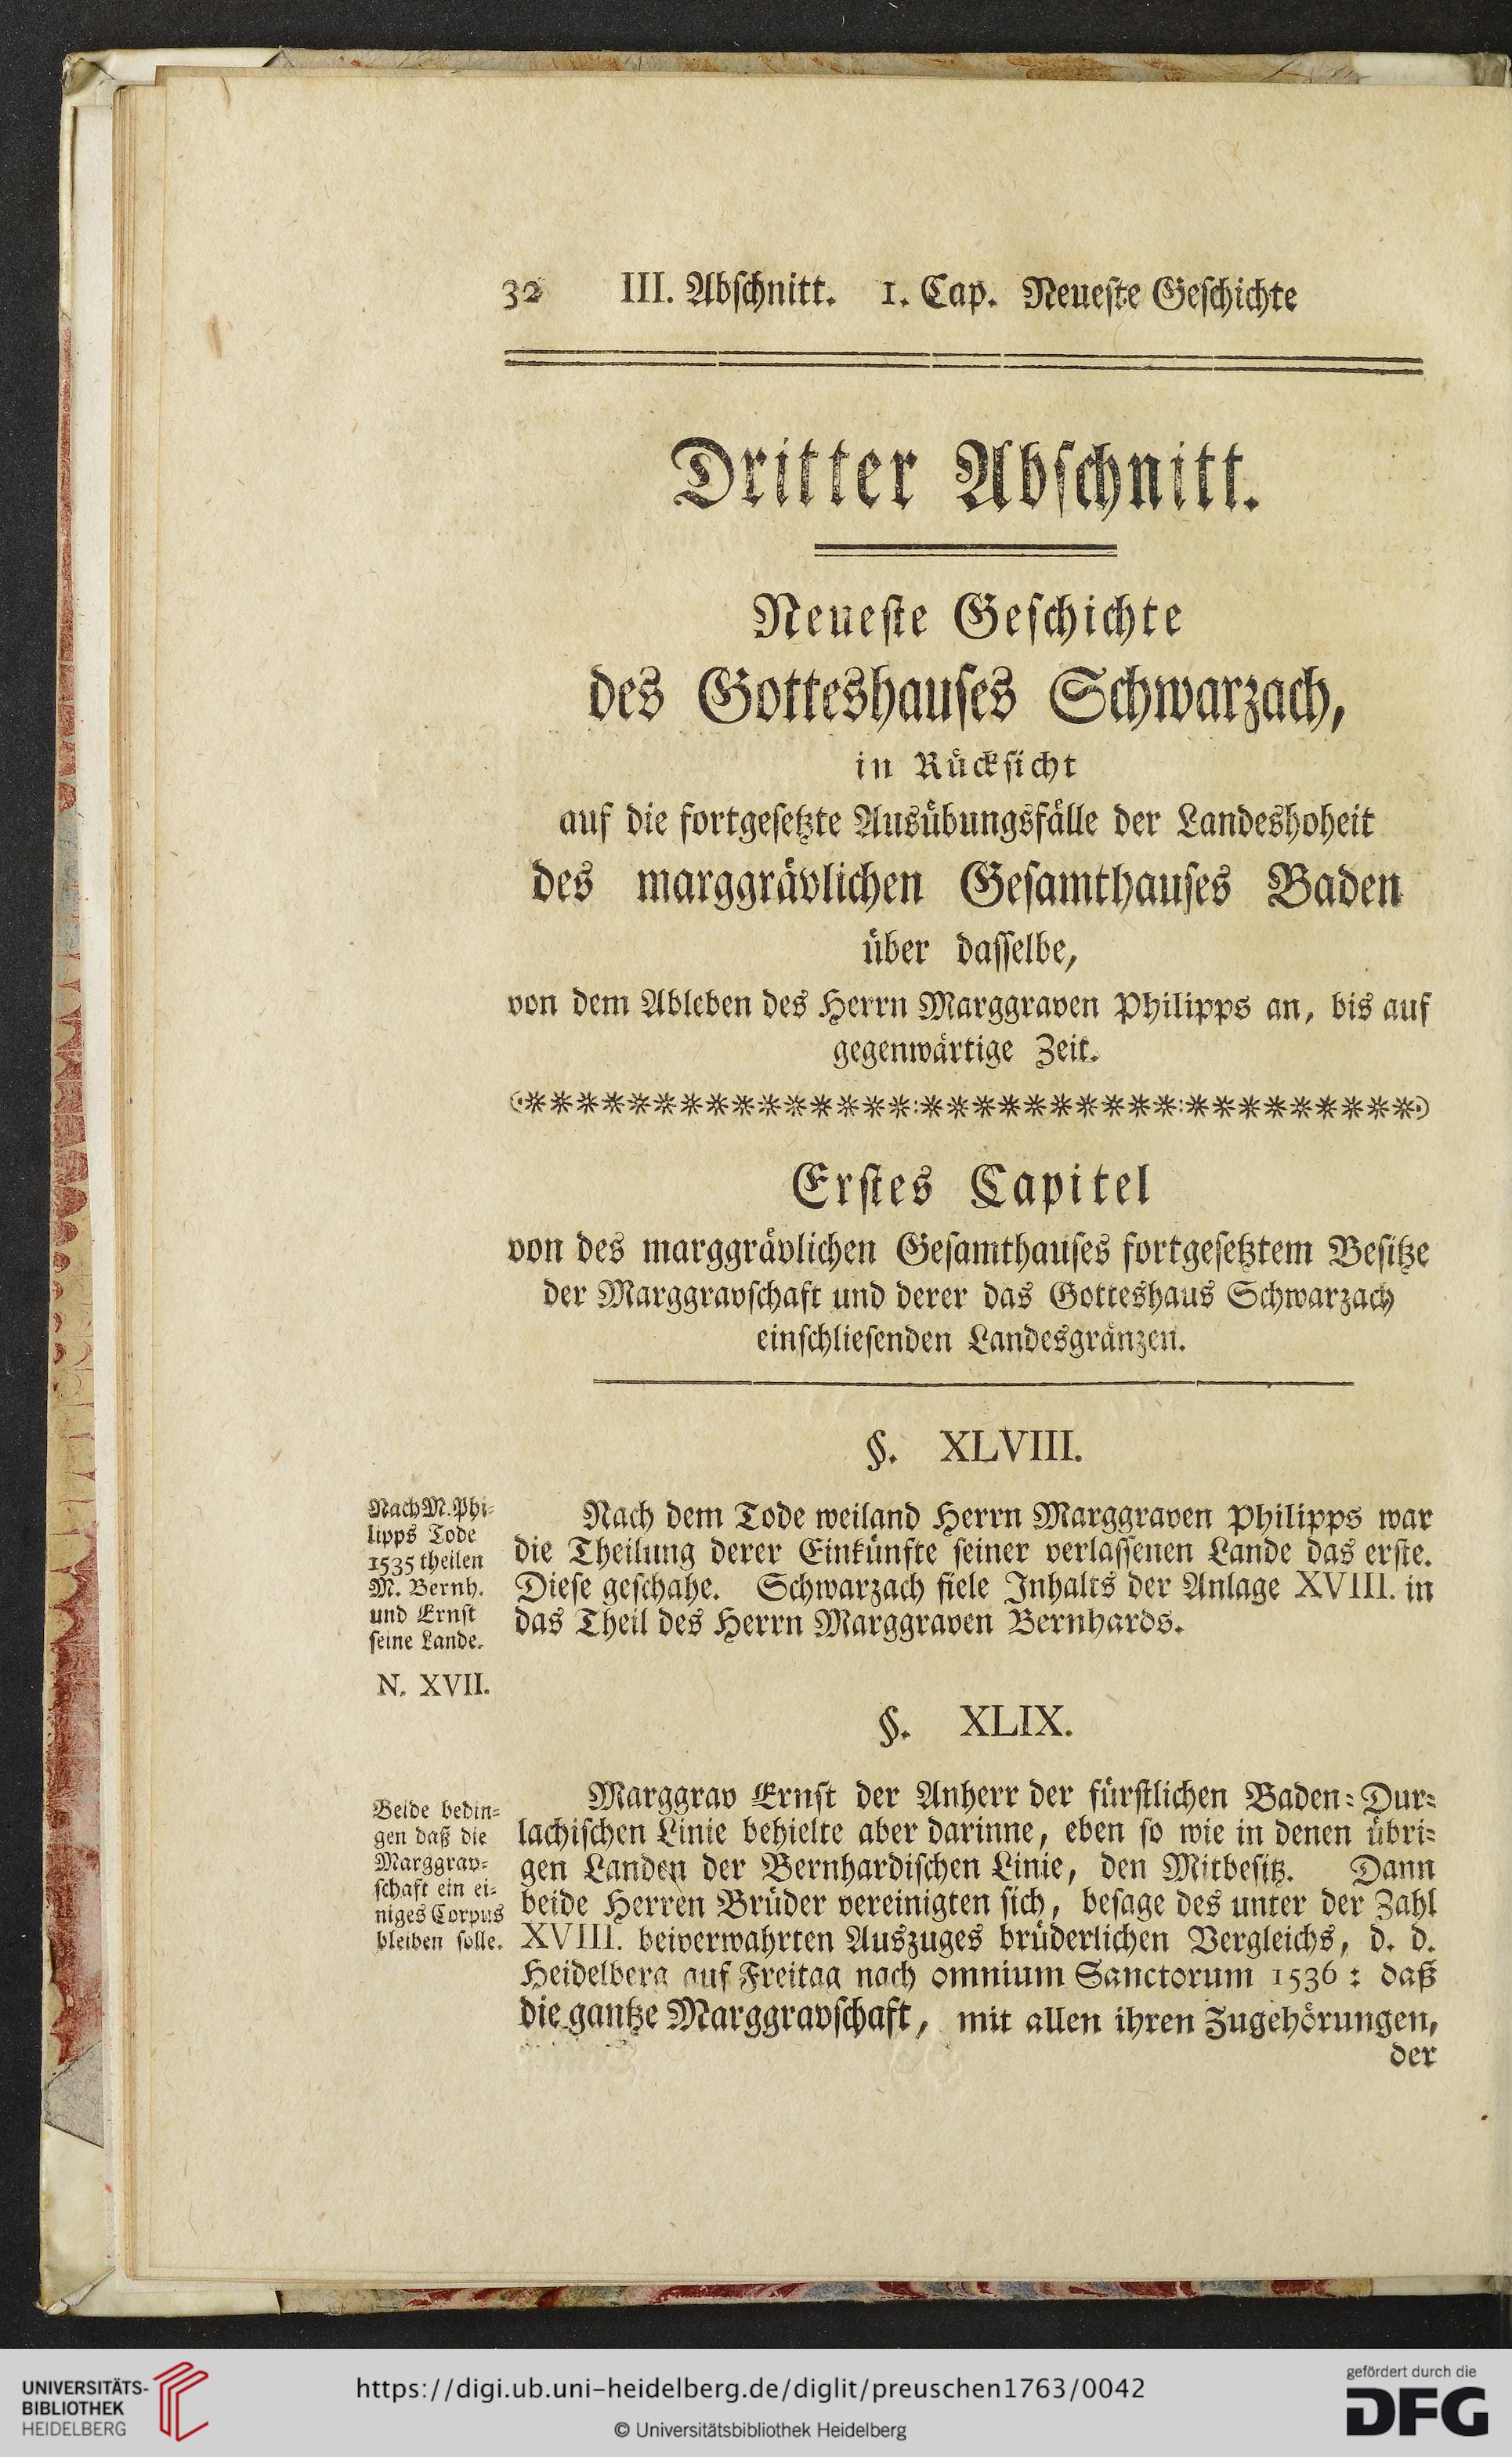 32 III. Abschnitt. 1. Cap. Neueste Geschichte
Dritter Abschnitt.
Neueste Geschichte
des Gotteshauses Schwarzach,
in Rücksicht
auf die fortgesetzte Ausübungsfälle der Landeshoheit
des marggrävlichen Gesamthauses Baden
über dasselbe,
von dem Ableben des Herrn Marggraven Philipps an, bis auf
gegenwärtige Zeit.
Erstes Capitel
von des marggrävlichen Gesamthauses fortgesetztem Besitze
der Marggravschaft und derer das Gotteshaus Schwarzach
einschliesenden Landesgränzen.
§. XLVIII.
Nach M. Phi-
lipps Tode
1535 theilen
M. Bernh.
und Ernst
seine Lande.
N. XVII.
Nach dem Tode weiland Herrn Marggraven Philipps war
die Theilung derer Einkünfte seiner verlassenen Lande das erste.
Diese geschahe. Schwarzach fiele Inhalts der Anlage XVIII. in
das Theil des Herrn Marggraven Bernhards.
§. XLIX.
Beide bedin-
gen daß die
Marggrav-
schaft ein ei-
niges Corpus
bleiben solle.
Marggrav Ernst der Anherr der fürstlichen Baden-Dur-
lachischen Linie behielte aber darinne, eben so wie in denen übri-
gen Landen der Bernhardischen Linie, den Mitbesitz. Dann
beide Herren Brüder vereinigten sich, besage des unter der Zahl
XVIII. beiverwahrten Auszuges brüderlichen Vergleichs, d. d.
Heidelberg auf Freitag nach omnium Sanctorum 1536: daß
die gantze Marggravschaft, mit allen ihren Zugehörungen,
der
UNIVERSITÄTS-
BIBLIOTHEK
HEIDELBERG
https://digi.ub.uni-heidelberg.de/diglit/preuschen1763/0042
© Universitätsbibliothek Heidelberg
gefördert durch die
DFG